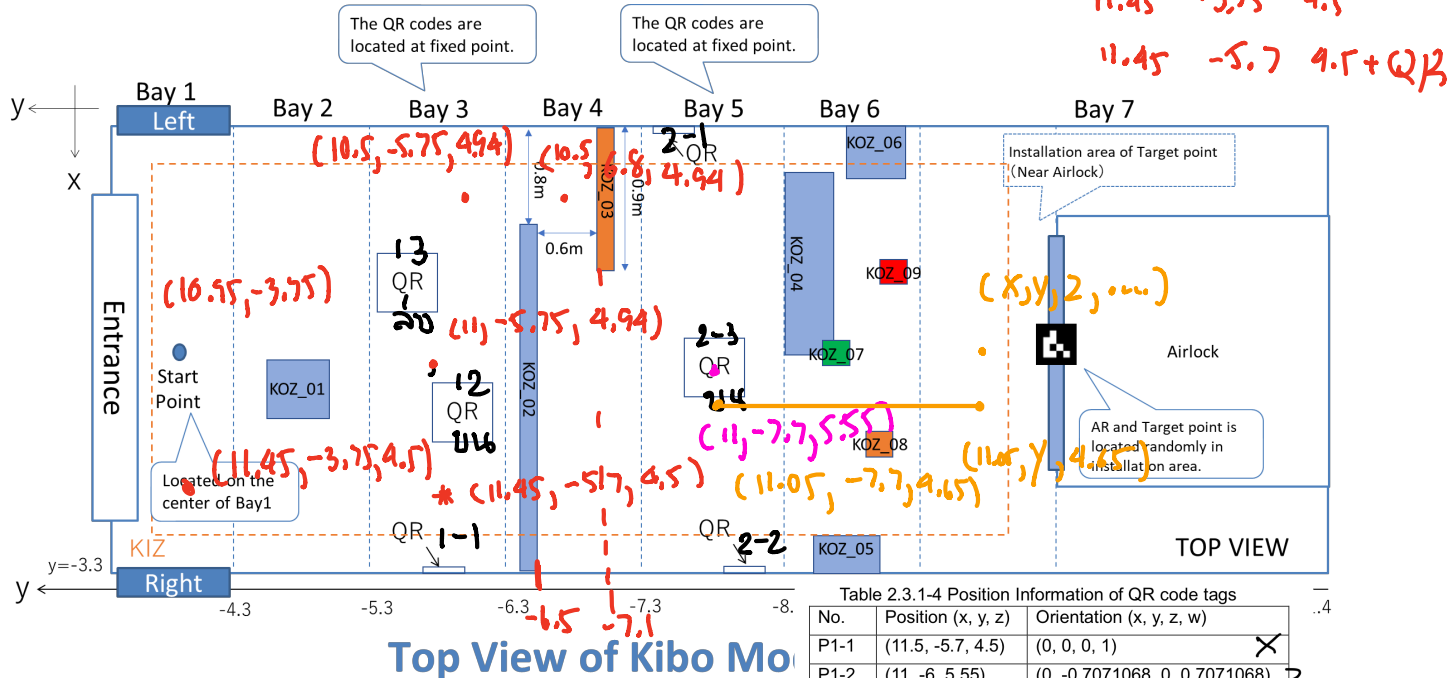 The QR codes are
located at fixed point.
The QR codes are
located at fixed point.
11.45 -5.7 4.5+QR
y
X
Bay 1
Bay 2
Bay 3
Bay 4
Bay 5
Bay 6
Bay 7
Left
(10.5, -5.75, 4.94)
2-1
QR
KOZ_06
Installation area of Target point
(Near Airlock)
0.8m
KOZ_03
0.9m
0.6m
13
QR
KOZ_04
KOZ_09
(10.95, -3.75)
(X, Y, Z, ....)
Entrance
(11, -5.75, 4.94)
2-3
QR
KOZ_07
Airlock
Start
Point
KOZ_01
12
QR
KOZ_02
(11, -7.7, 5.55)
KOZ_08
AR and Target point is
located randomly in
installation area.
(11.45, -3.75, 4.5)
Located on the
center of Bay1
* (11.45, -5.7, 4.5)
(11.05, -7.7, 4.65)
(11.05, Y, 4.65)
QR
1-1
QR
2-2
KOZ_05
KIZ
TOP VIEW
y=-3.3
Right
y
-4.3
-5.3
-6.3
-7.3
-8.
..4
-6.5
-7.1
Top View of Kibo Mo
Table 2.3.1-4 Position Information of QR code tags
No. Position (x, y, z) Orientation (x, y, z, w)
P1-1 (11.5, -5.7, 4.5) (0, 0, 0, 1)
P1-2 (11, -6, 5.55) (0, -0.7071068, 0, 0.7071068)